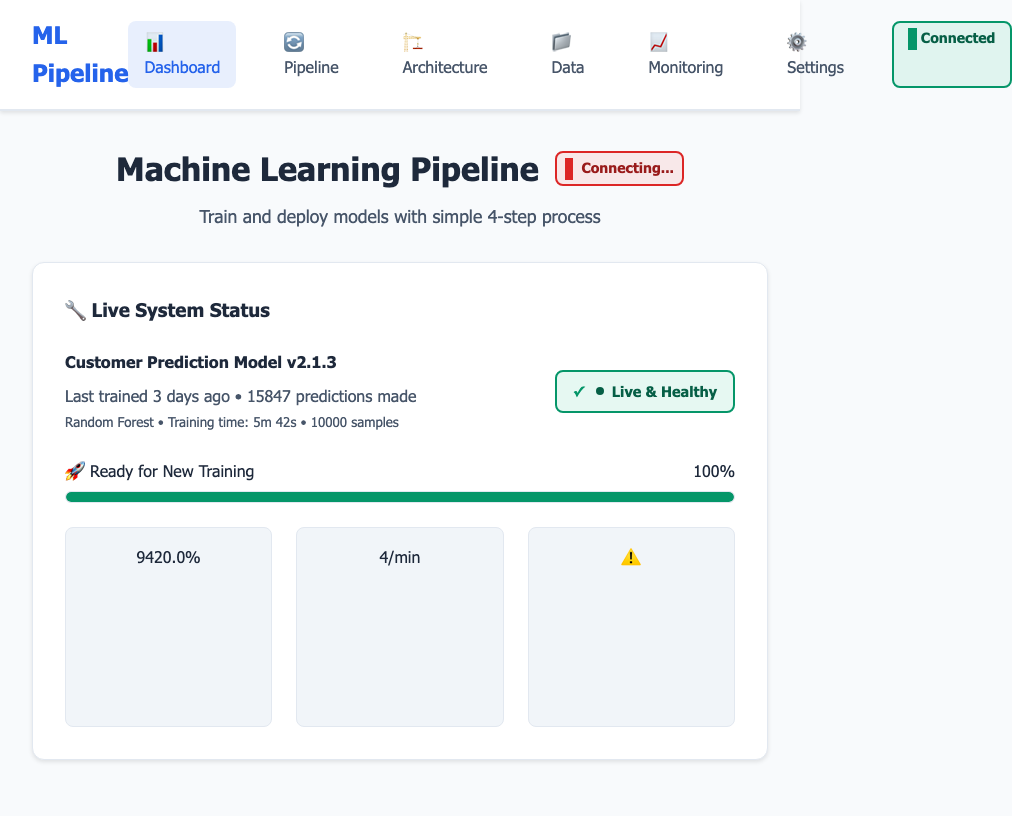 ML
Pipeline
📊
Dashboard
🔄
Pipeline
🏗️
Architecture
📁
Data
📈
Monitoring
⚙️
Settings
Connected
Machine Learning Pipeline
Connecting...
Train and deploy models with simple 4-step process
🔧 Live System Status
Customer Prediction Model v2.1.3
Last trained 3 days ago • 15847 predictions made
Random Forest • Training time: 5m 42s • 10000 samples
✓ ● Live & Healthy
🚀 Ready for New Training 100%
9420.0%
4/min
⚠️